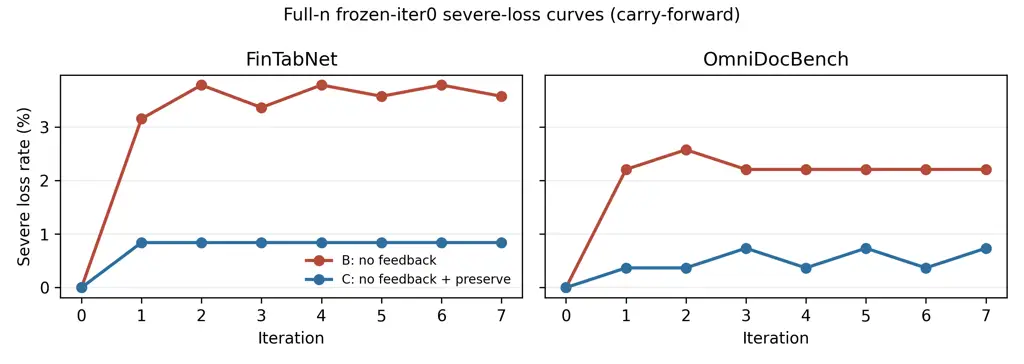 Full-n frozen-iter0 severe-loss curves (carry-forward)
FinTabNet
Severe loss rate (%)
3
2
1
0
B: no feedback
C: no feedback + preserve
0 1 2 3 4 5 6 7
Iteration
OmniDocBench
0 1 2 3 4 5 6 7
Iteration